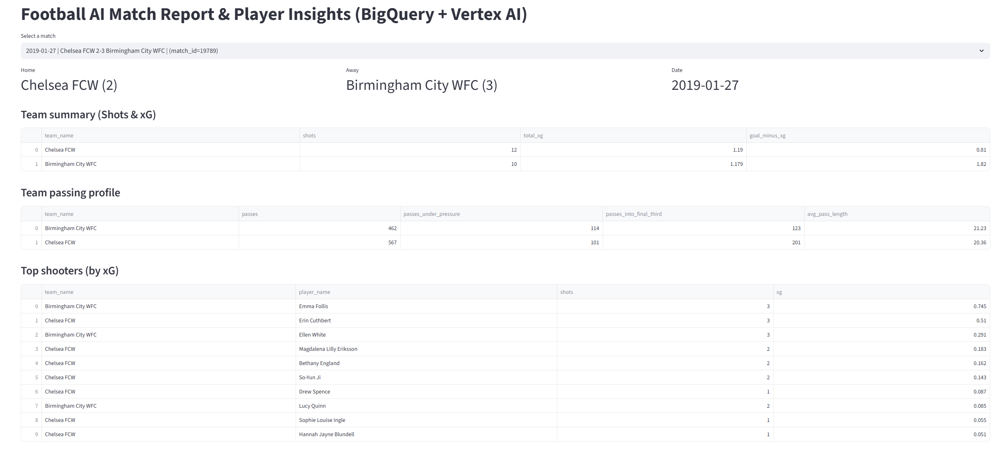 Football AI Match Report & Player Insights (BigQuery + Vertex AI)
Select a match
2019-01-27 | Chelsea FCW 2-3 Birmingham City WFC | (match_id=19789)
Home Away Date
Chelsea FCW (2) Birmingham City WFC (3) 2019-01-27
Team summary (Shots & xG)
team_name shots total_xg goal_minus_xg
0 Chelsea FCW 12 1.19 0.81
1 Birmingham City WFC 10 1.179 1.82
Team passing profile
team_name passes passes_under_pressure passes_into_final_third avg_pass_length
0 Birmingham City WFC 462 114 123 21.23
1 Chelsea FCW 567 101 201 20.36
Top shooters (by xG)
team_name player_name shots xg
0 Birmingham City WFC Emma Follis 3 0.745
1 Chelsea FCW Erin Cuthbert 3 0.51
2 Birmingham City WFC Ellen White 3 0.291
3 Chelsea FCW Magdalena Lilly Eriksson 2 0.183
4 Chelsea FCW Bethany England 2 0.162
5 Chelsea FCW So-Yun Ji 2 0.143
6 Chelsea FCW Drew Spence 1 0.087
7 Birmingham City WFC Lucy Quinn 2 0.085
8 Chelsea FCW Sophie Louise Ingle 1 0.055
9 Chelsea FCW Hannah Jayne Blundell 1 0.051